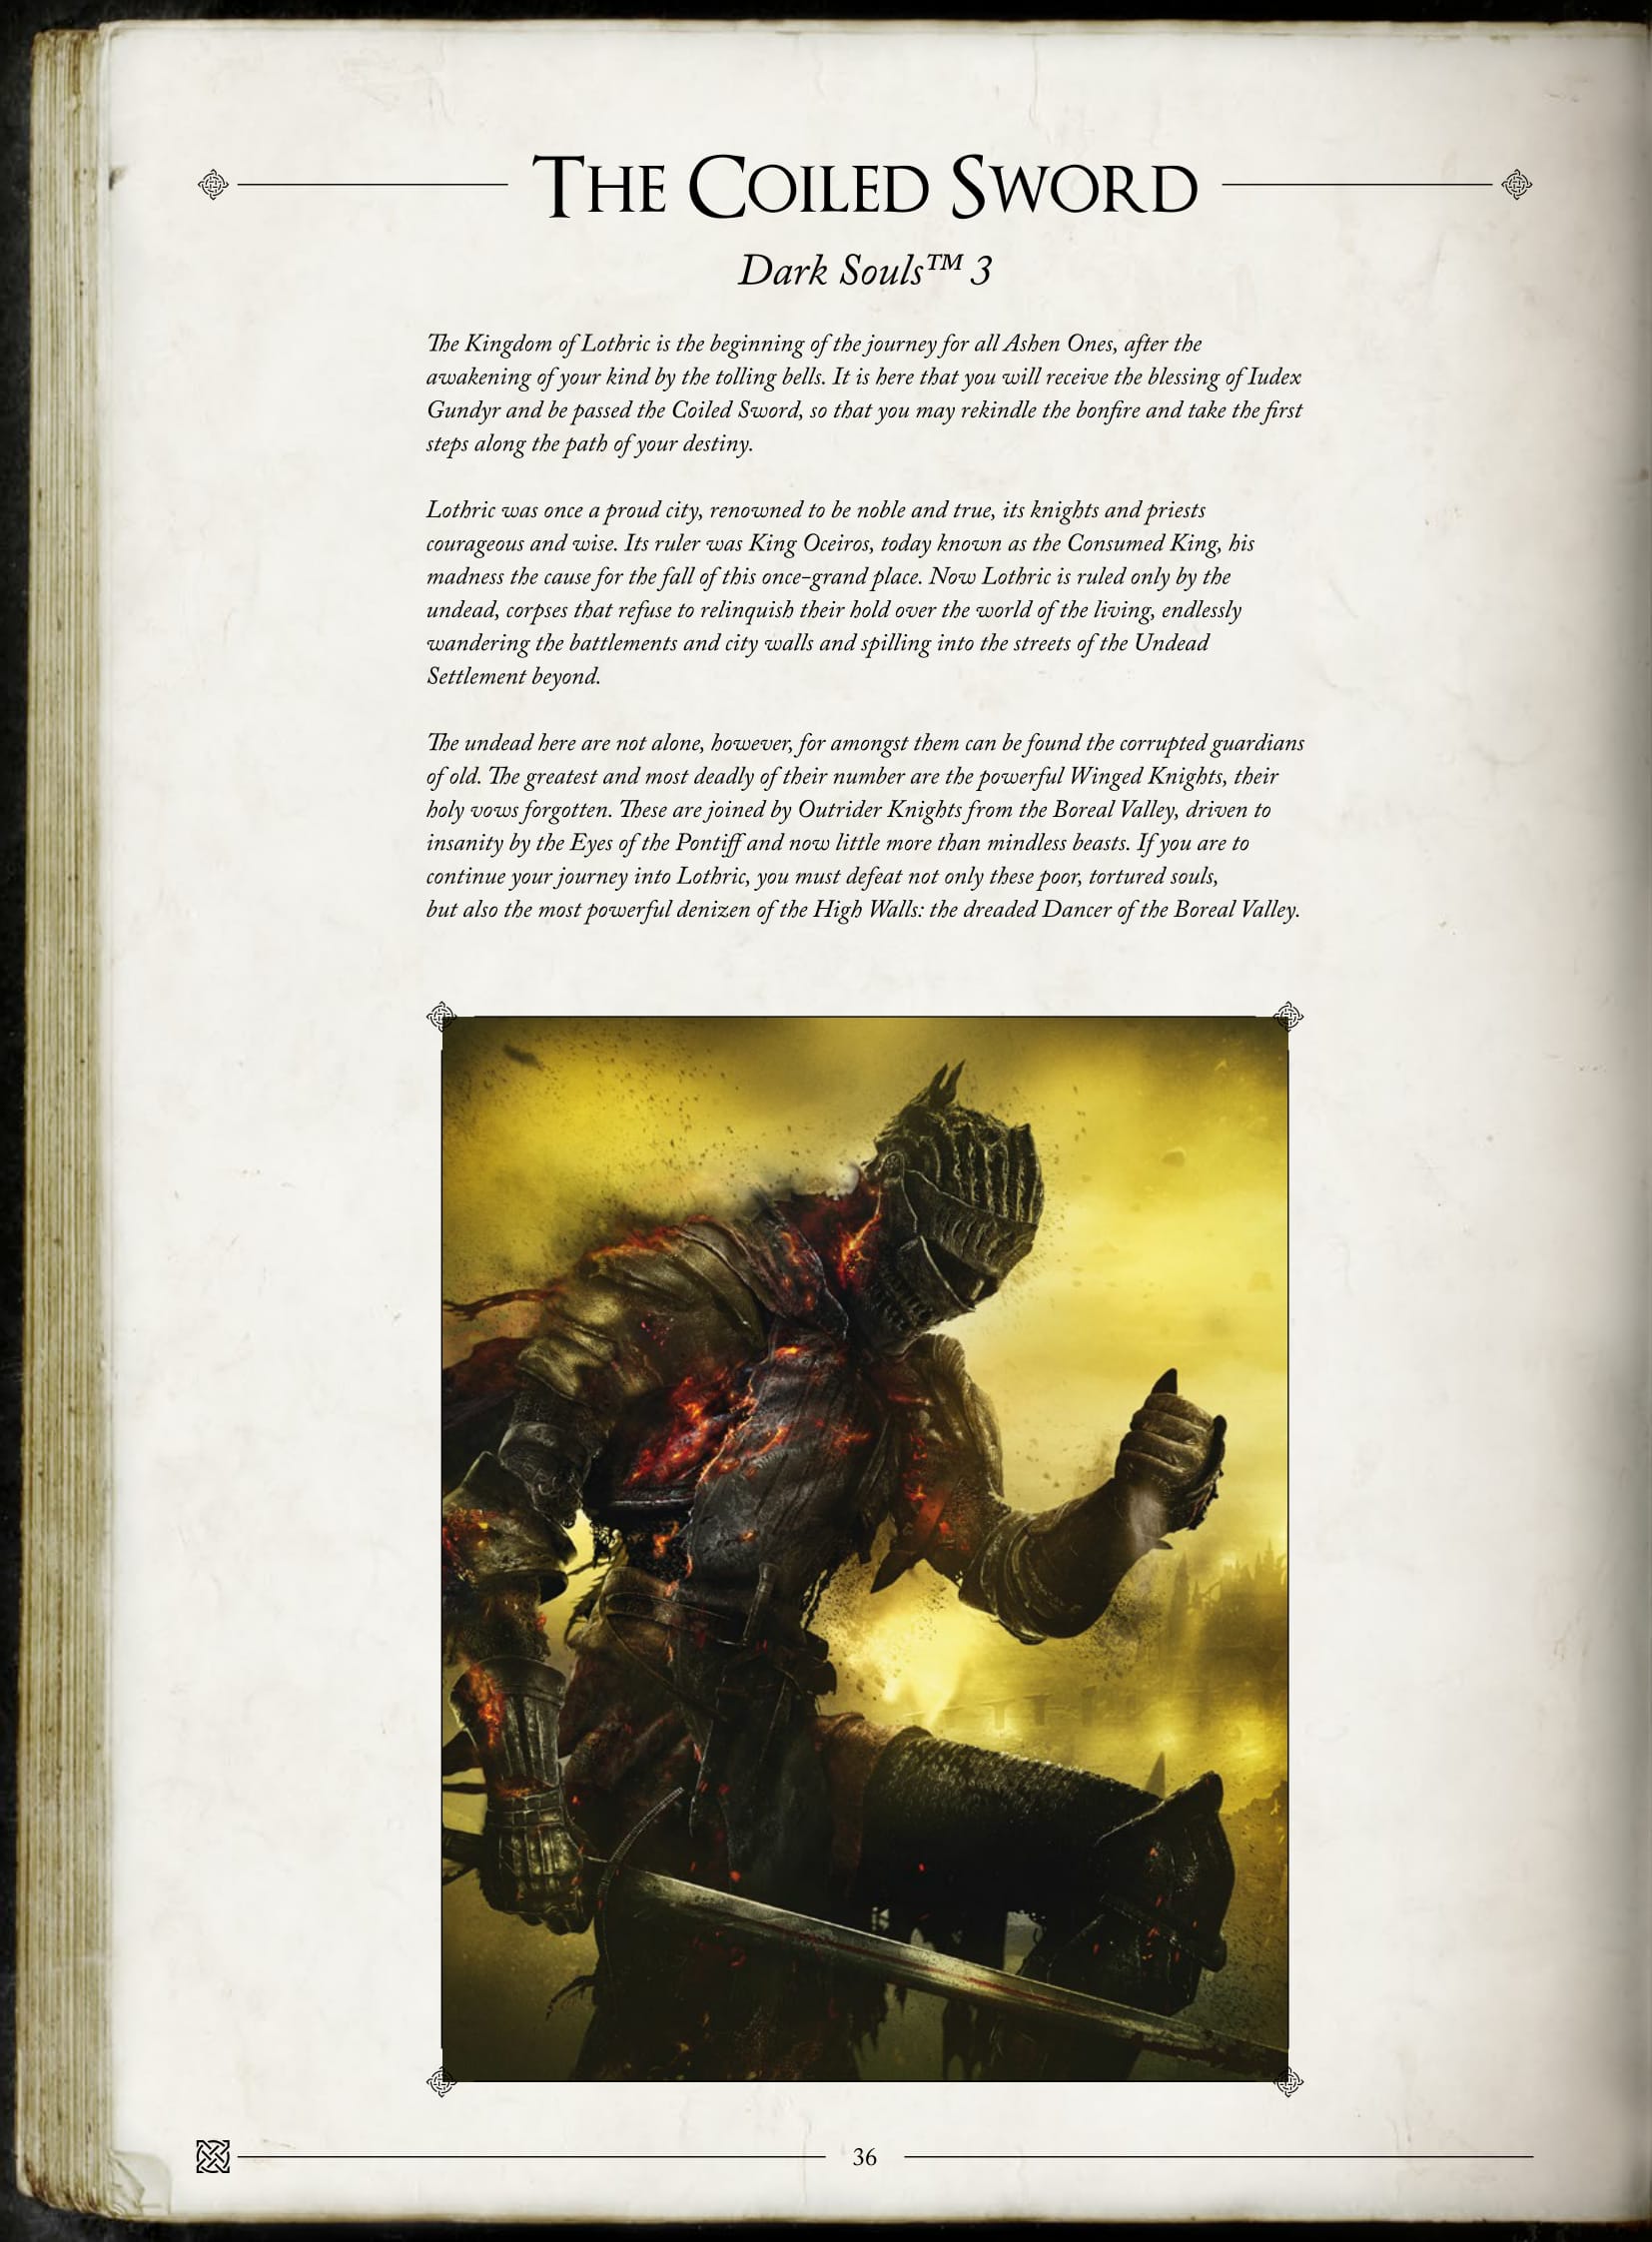 The Coiled Sword
Dark Souls™ 3
The Kingdom of Lothric is the beginning of the journey for all Ashen Ones, after the
awakening of your kind by the tolling bells. It is here that you will receive the blessing of Iudex
Gundyr and be passed the Coiled Sword, so that you may rekindle the bonfire and take the first
steps along the path of your destiny.
Lothric was once a proud city, renowned to be noble and true, its knights and priests
courageous and wise. Its ruler was King Oceiros, today known as the Consumed King, his
madness the cause for the fall of this once-grand place. Now Lothric is ruled only by the
undead, corpses that refuse to relinquish their hold over the world of the living, endlessly
wandering the battlements and city walls and spilling into the streets of the Undead
Settlement beyond.
The undead here are not alone, however, for amongst them can be found the corrupted guardians
of old. The greatest and most deadly of their number are the powerful Winged Knights, their
holy vows forgotten. These are joined by Outrider Knights from the Boreal Valley, driven to
insanity by the Eyes of the Pontiff and now little more than mindless beasts. If you are to
continue your journey into Lothric, you must defeat not only these poor, tortured souls,
but also the most powerful denizen of the High Walls: the dreaded Dancer of the Boreal Valley.
36